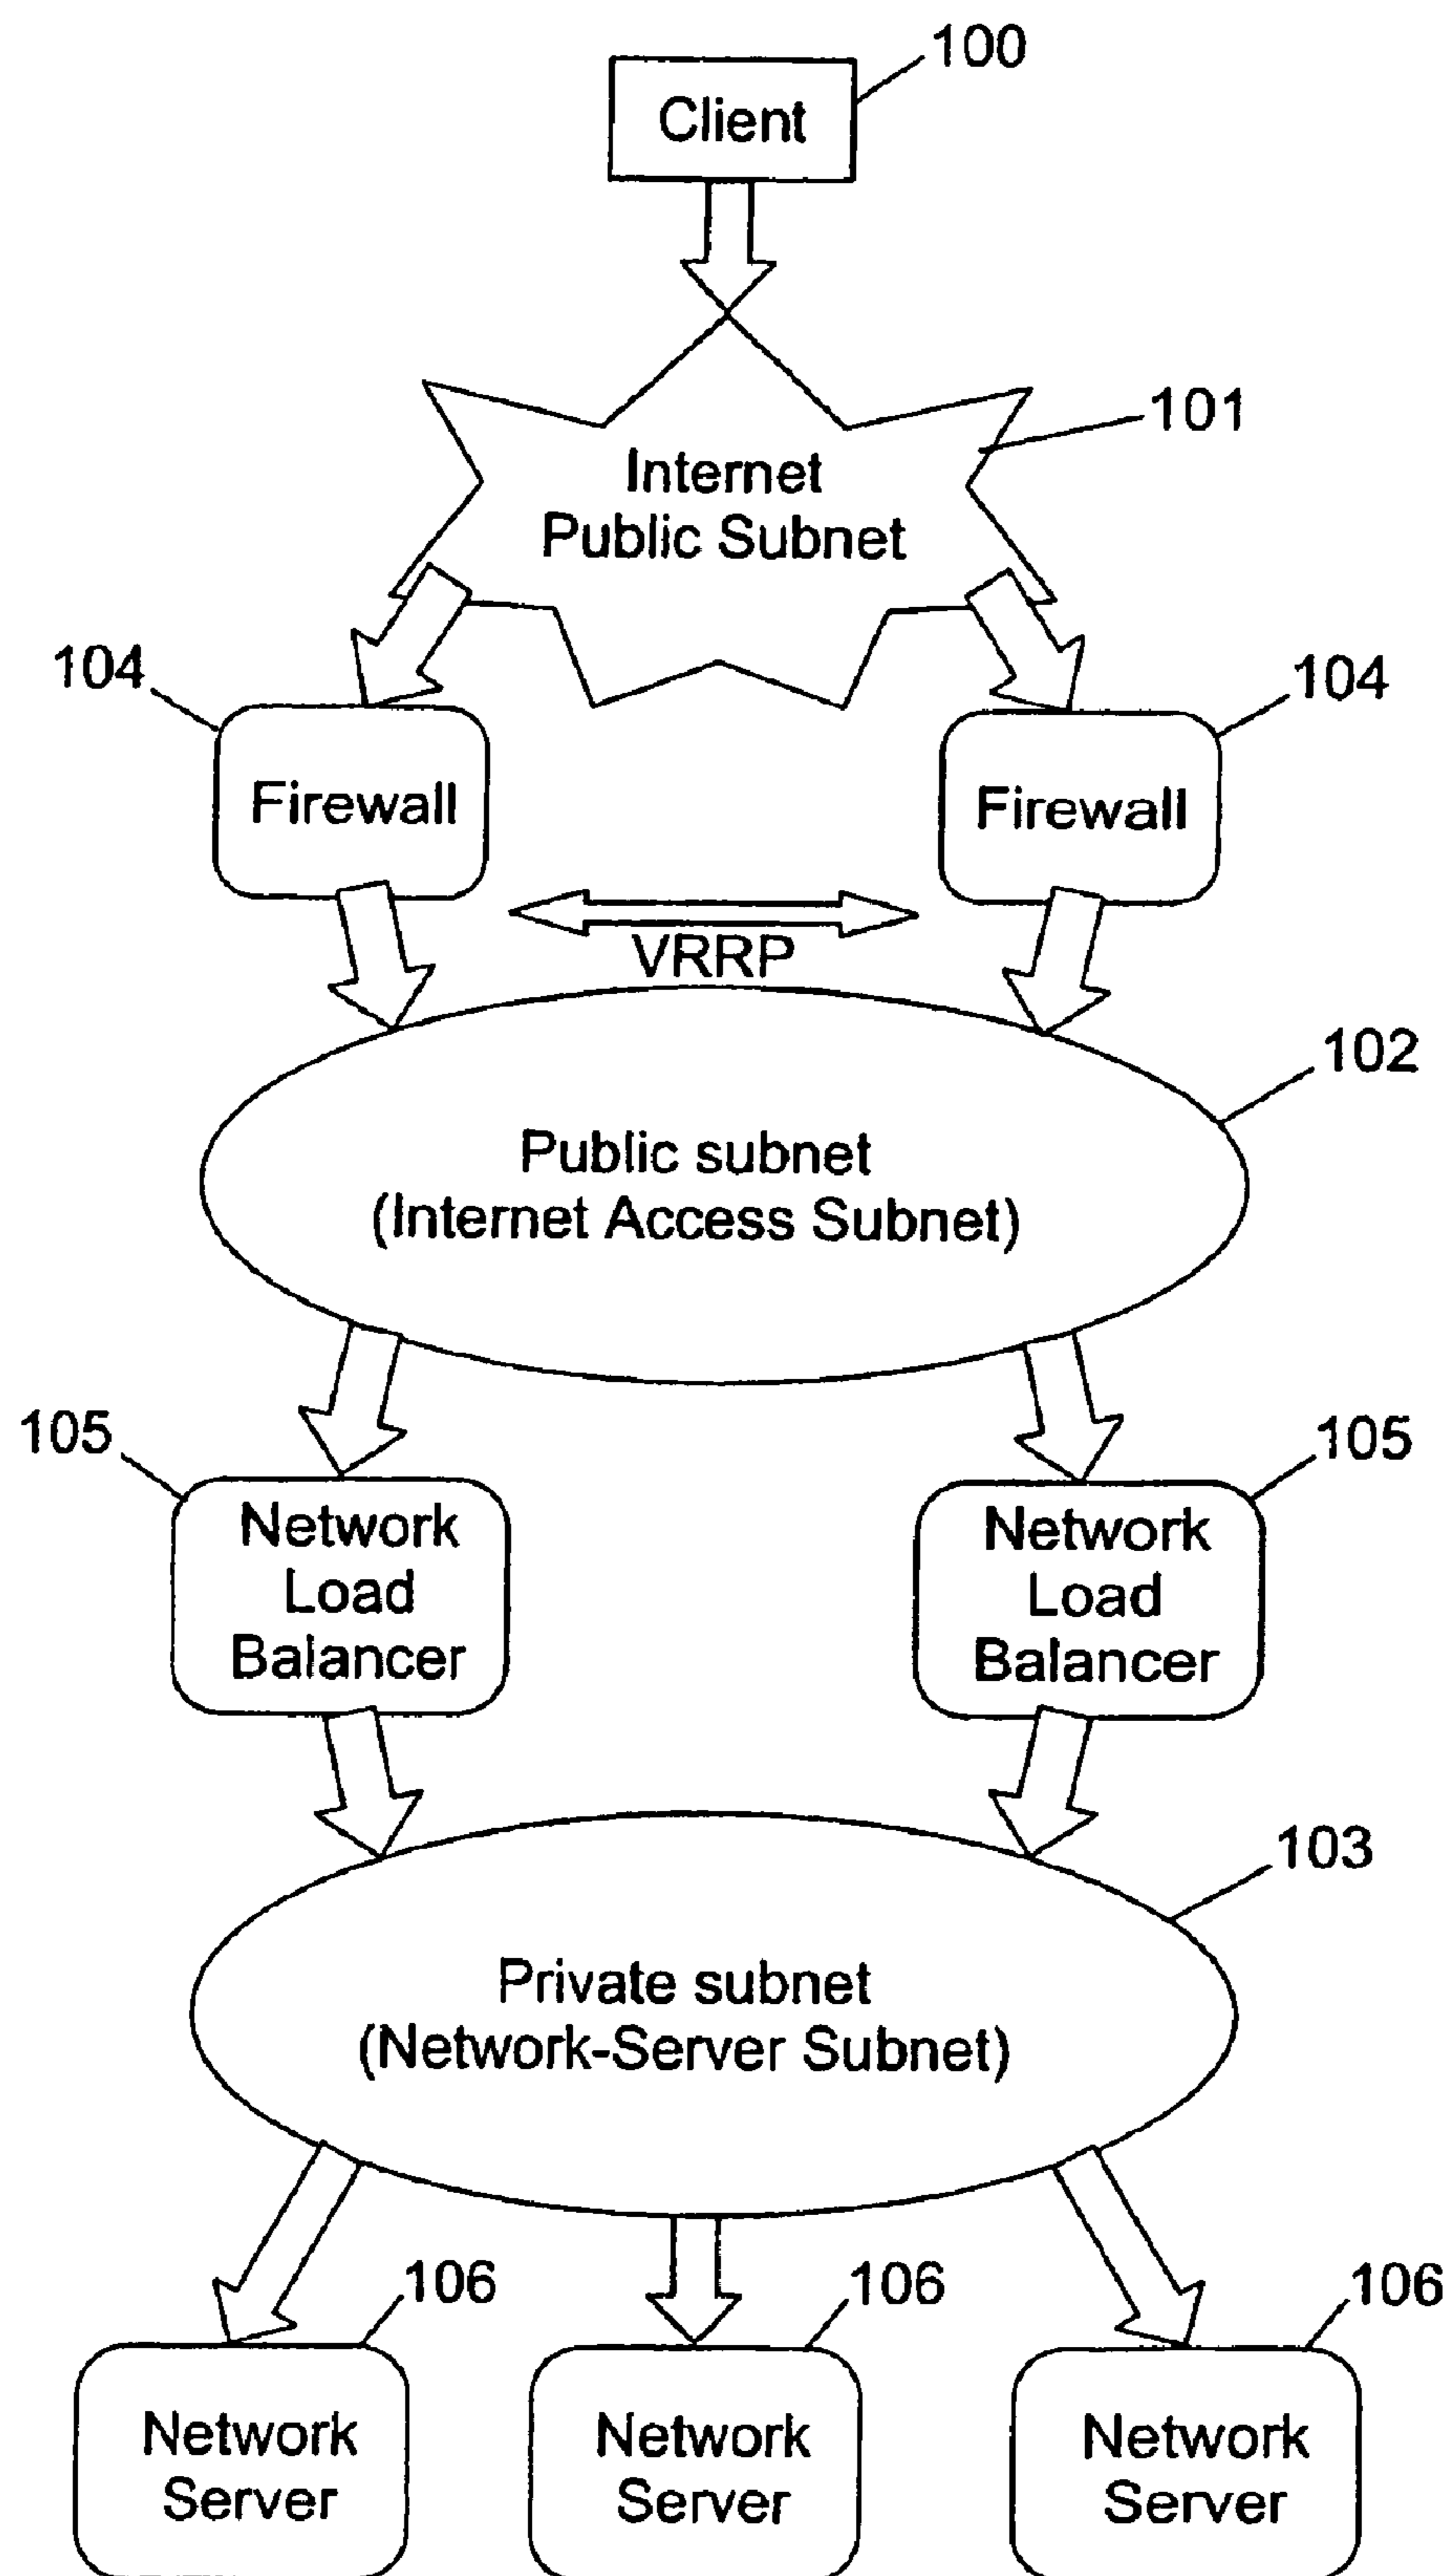 100
Client
101
Internet
Public Subnet
104
104
Firewall
Firewall
VRRP
102
Public subnet
(Internet Access Subnet)
105
105
Network
Load
Balancer
Network
Load
Balancer
103
Private subnet
(Network-Server Subnet)
106
106
106
Network
Server
Network
Server
Network
Server